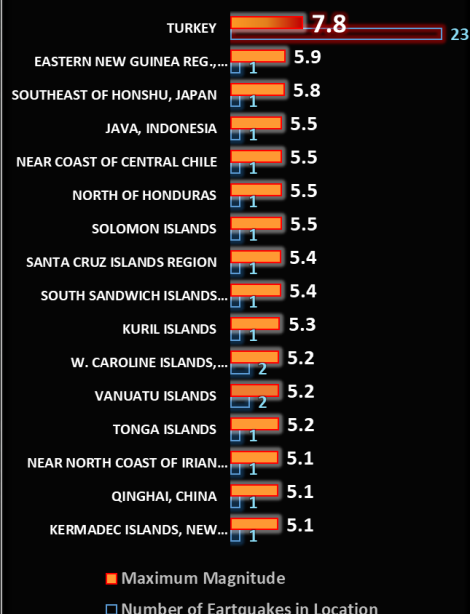 TURKEY 7.8
23
EASTERN NEW GUINEA REG.,... 5.9
1
SOUTHEAST OF HONSHU, JAPAN 5.8
1
JAVA, INDONESIA 5.5
1
NEAR COAST OF CENTRAL CHILE 5.5
1
NORTH OF HONDURAS 5.5
1
SOLOMON ISLANDS 5.5
1
SANTA CRUZ ISLANDS REGION 5.4
1
SOUTH SANDWICH ISLANDS... 5.4
1
KURIL ISLANDS 5.3
1
W. CAROLINE ISLANDS,... 5.2
2
VANUATU ISLANDS 5.2
2
TONGA ISLANDS 5.2
1
NEAR NORTH COAST OF IRIAN... 5.1
1
QINGHAI, CHINA 5.1
1
KERMADEC ISLANDS, NEW... 5.1
1
Maximum Magnitude
Number of Eartquakes in Location